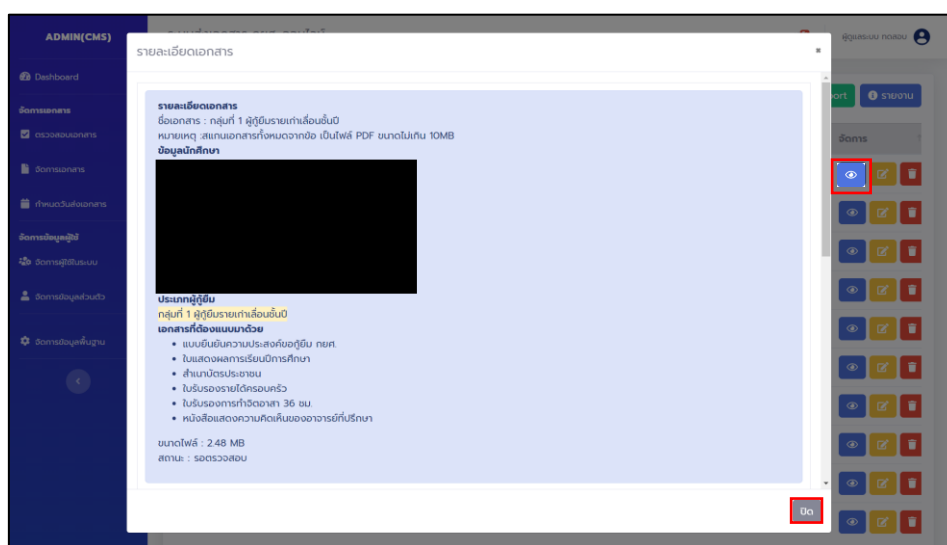 ADMIN(CMS)
ผู้ดูแลระบบ ทดสอบ
รายละเอียดเอกสาร
Dashboard
ort
รายงาน
จัดการเอกสาร
ตรวจสอบเอกสาร
จัดการ
จัดการเอกสาร
กำหนดวันส่งเอกสาร
จัดการข้อมูลผู้ใช้
จัดการผู้ใช้ในระบบ
จัดการข้อมูลส่วนตัว
จัดการข้อมูลพื้นฐาน
รายละเอียดเอกสาร
ชื่อเอกสาร : กลุ่มที่ 1 ผู้กู้ยืมรายเก่าเลื่อนชั้นปี
หมายเหตุ :สแกนเอกสารทั้งหมดจากข้อ เป็นไฟล์ PDF ขนาดไม่เกิน 10MB
ข้อมูลนักศึกษา
ประเภทผู้กู้ยืม
กลุ่มที่ 1 ผู้กู้ยืมรายเก่าเลื่อนชั้นปี
เอกสารที่ต้องแนบมาด้วย
แบบยืนยันความประสงค์ขอกู้ยืม กยศ.
ใบแสดงผลการเรียนปีการศึกษา
สำเนาบัตรประชาชน
ใบรับรองรายได้ครอบครัว
ใบรับรองการทำจิตอาสา 36 ชม.
หนังสือแสดงความคิดเห็นของอาจารย์ที่ปรึกษา
ขนาดไฟล์ : 2.48 MB
สถานะ : รอตรวจสอบ
ปิด